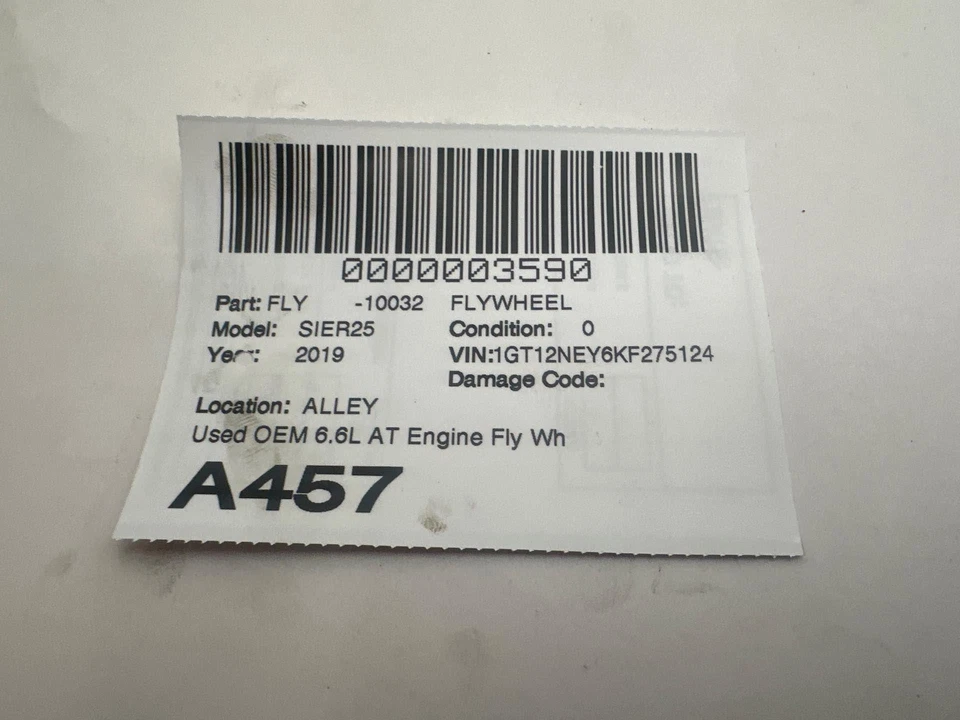 0000003590
Part: FLY -10032 FLYWHEEL
Model: SIER25 Condition: 0
Year: 2019 VIN:1GT12NEY6KF275124
Damage Code:
Location: ALLEY
Used OEM 6.6L AT Engine Fly Wh
A457